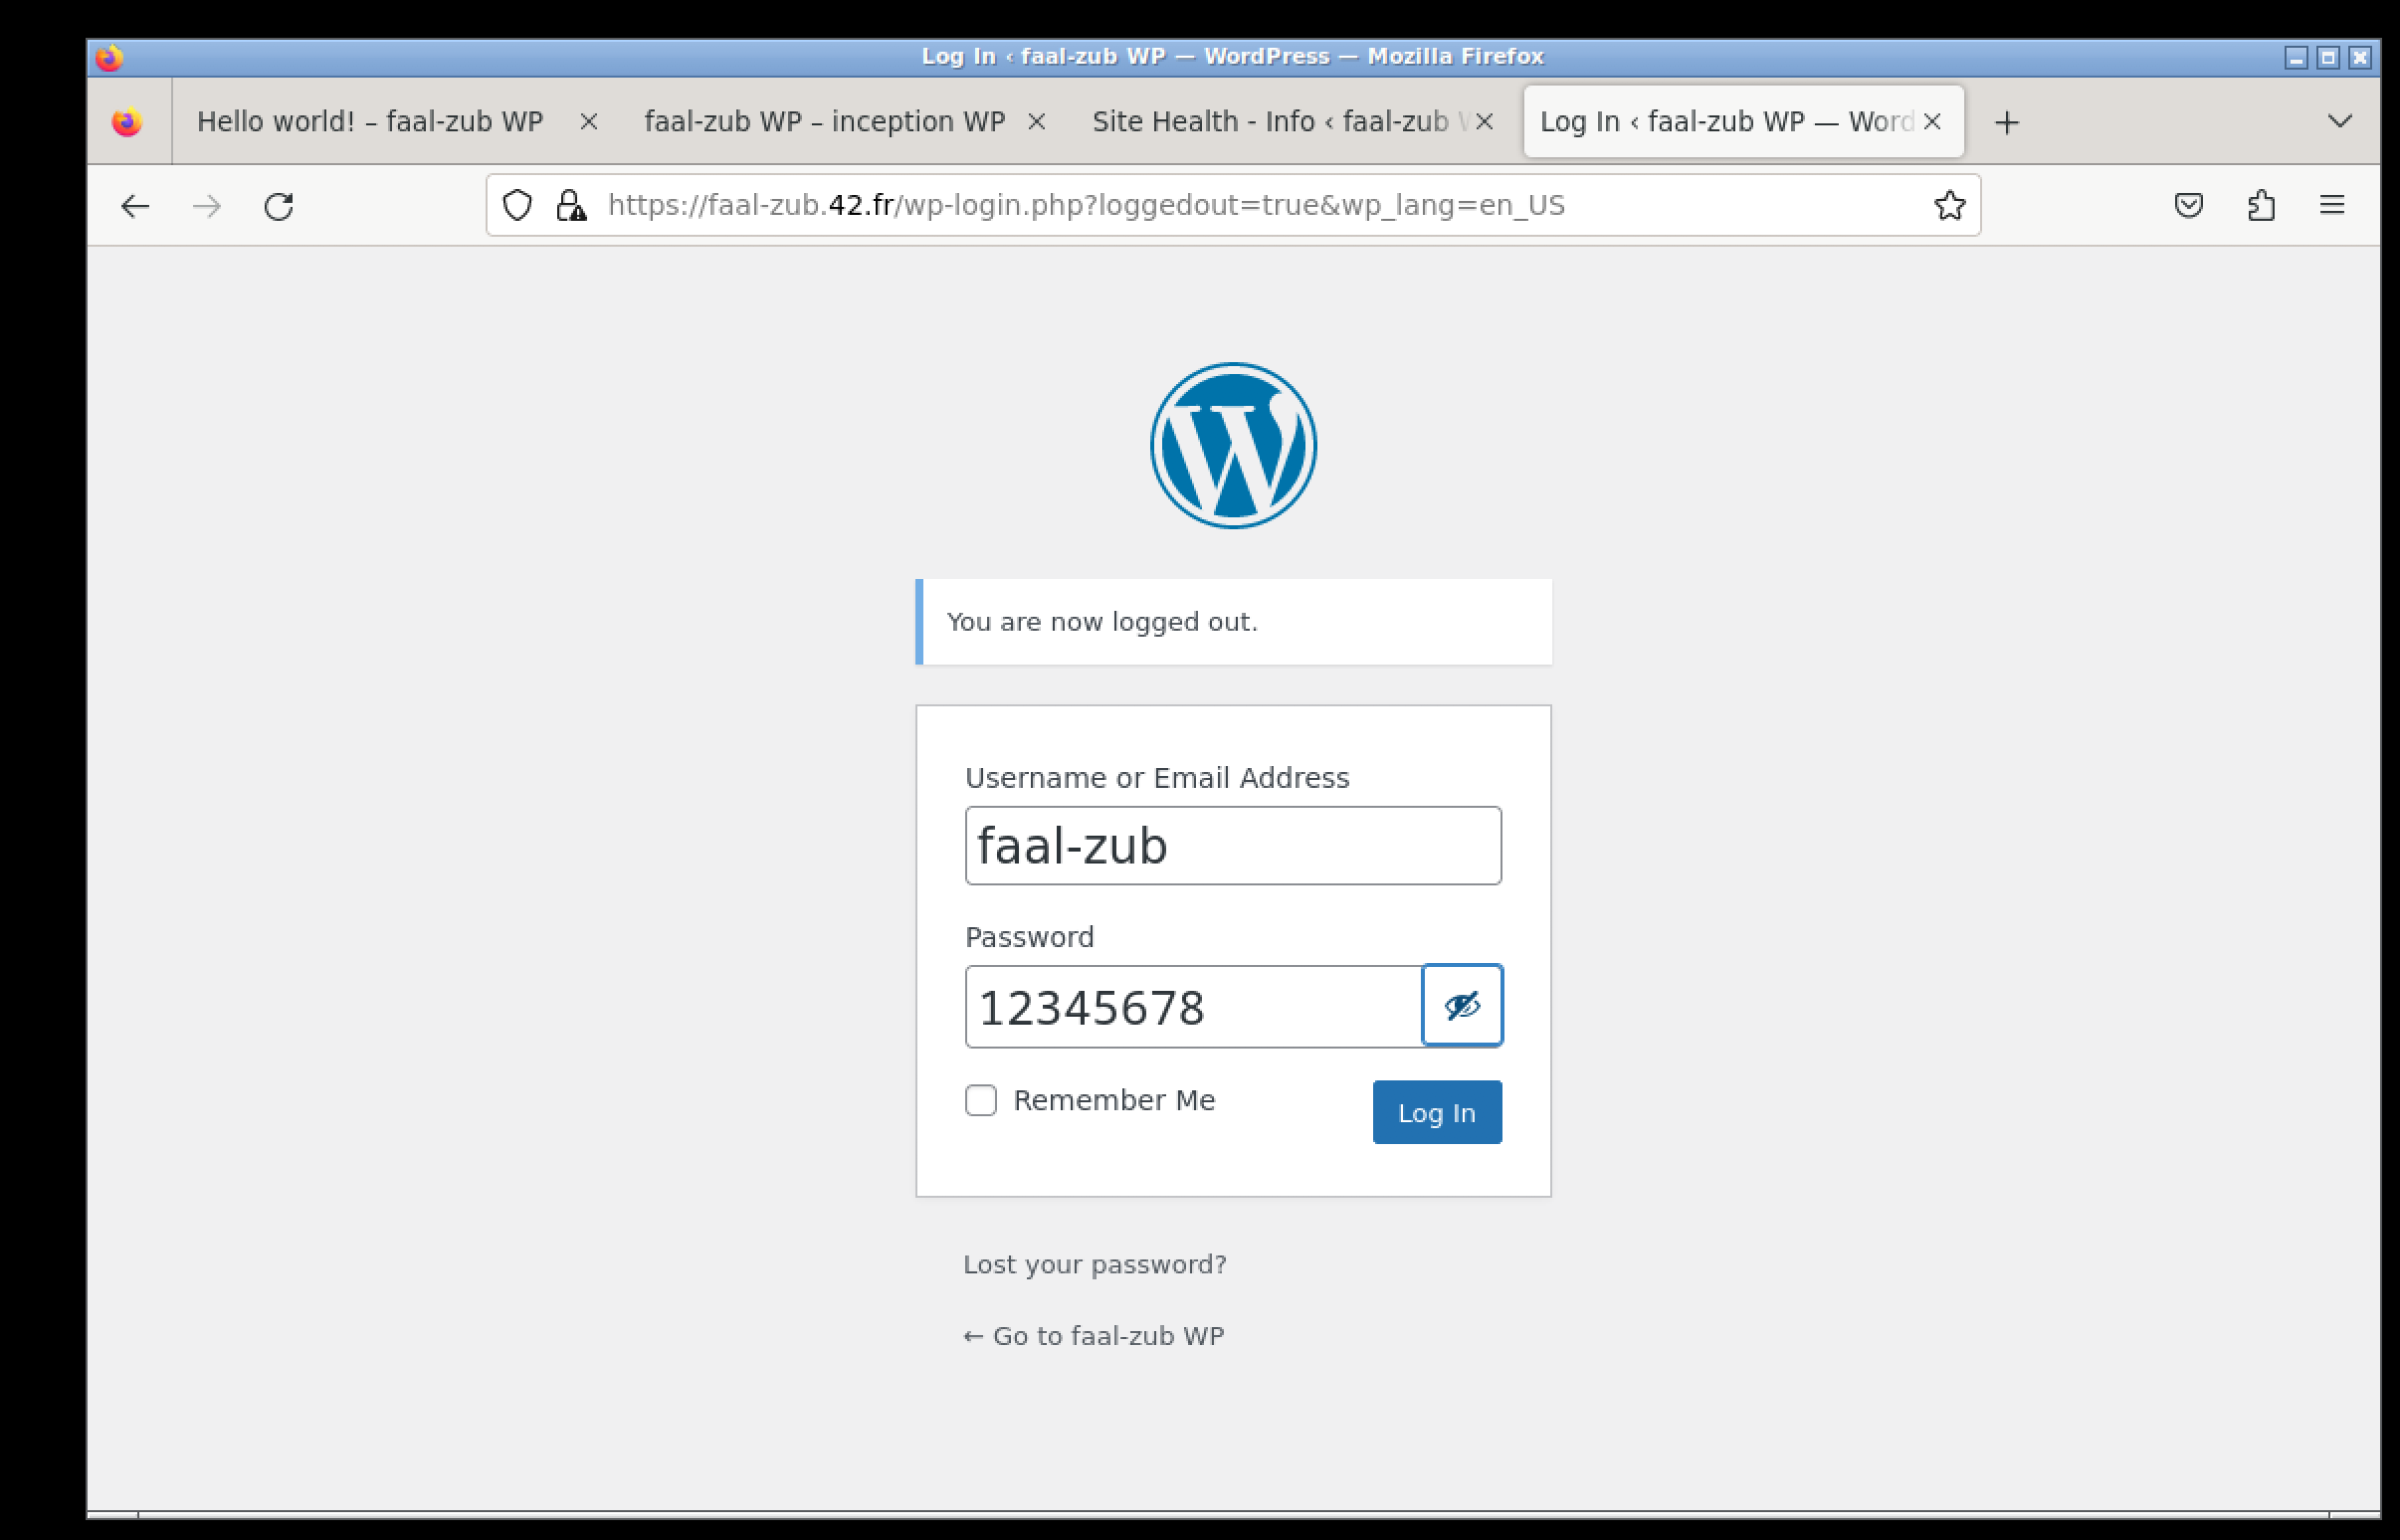 Log In ‹ faal-zub WP — WordPress — Mozilla Firefox
Hello world! – faal-zub WP
faal-zub WP – inception WP
Site Health - Info ‹ faal-zub W
Log In ‹ faal-zub WP — Word
https://faal-zub.42.fr/wp-login.php?loggedout=true&wp_lang=en_US
You are now logged out.
Username or Email Address
faal-zub
Password
12345678
Remember Me
Log In
Lost your password?
← Go to faal-zub WP